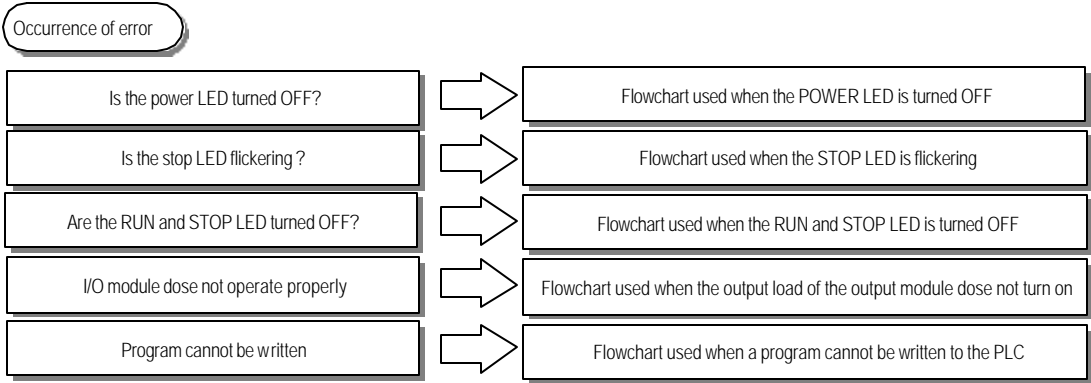 Occurrence of error
Is the power LED turned OFF?
Flowchart used when the POWER LED is turned OFF
Is the stop LED flickering ?
Flowchart used when the STOP LED is flickering
Are the RUN and STOP LED turned OFF?
Flowchart used when the RUN and STOP LED is turned OFF
I/O module dose not operate properly
Flowchart used when the output load of the output module dose not turn on
Program cannot be written
Flowchart used when a program cannot be written to the PLC